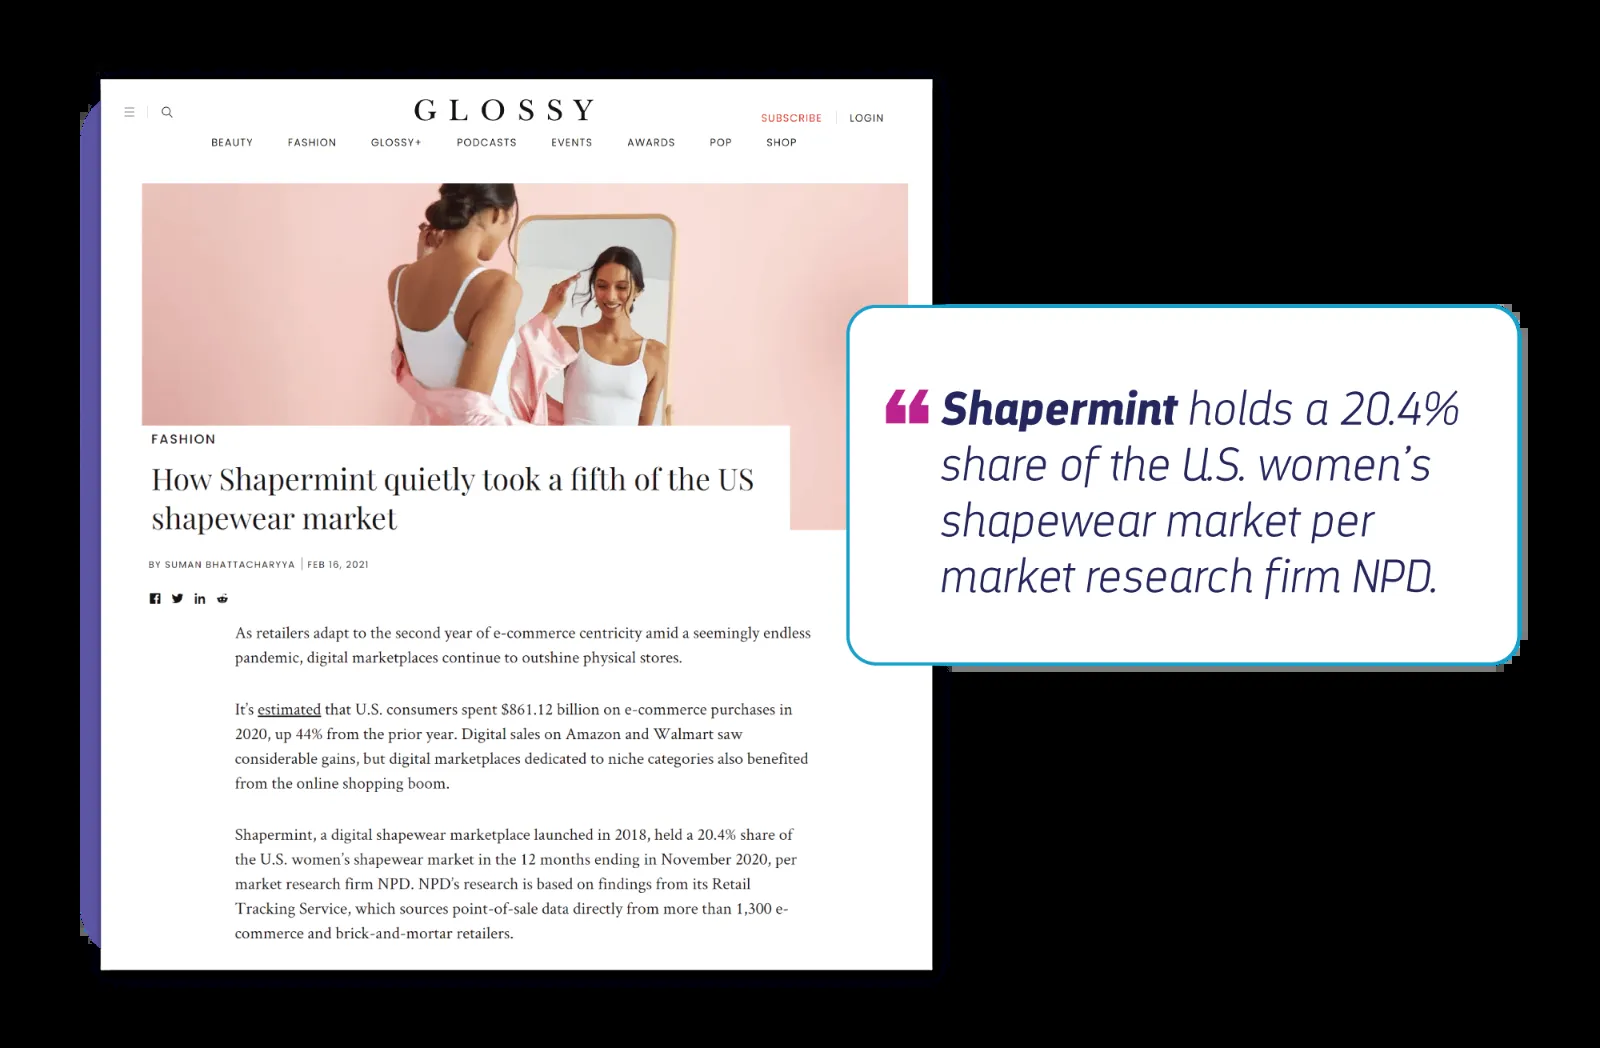 GLOSSY
SUBSCRIBE LOGIN
BEAUTY FASHION GLOSSY+ PODCASTS EVENTS AWARDS POP SHOP
FASHION
How Shapermint quietly took a fifth of the US
shapewear market
BY SUMAN BHATTACHARYYA | FEB 16, 2021
As retailers adapt to the second year of e-commerce centricity amid a seemingly endless
pandemic, digital marketplaces continue to outshine physical stores.
It's estimated that U.S. consumers spent $861.12 billion on e-commerce purchases in
2020, up 44% from the prior year. Digital sales on Amazon and Walmart saw
considerable gains, but digital marketplaces dedicated to niche categories also benefited
from the online shopping boom.
Shapermint, a digital shapewear marketplace launched in 2018, held a 20.4% share of
the U.S. women's shapewear market in the 12 months ending in November 2020, per
market research firm NPD. NPD's research is based on findings from its Retail
Tracking Service, which sources point-of-sale data directly from more than 1,300 e-
commerce and brick-and-mortar retailers.
“Shapermint holds a 20.4%
share of the U.S. women's
shapewear market per
market research firm NPD.